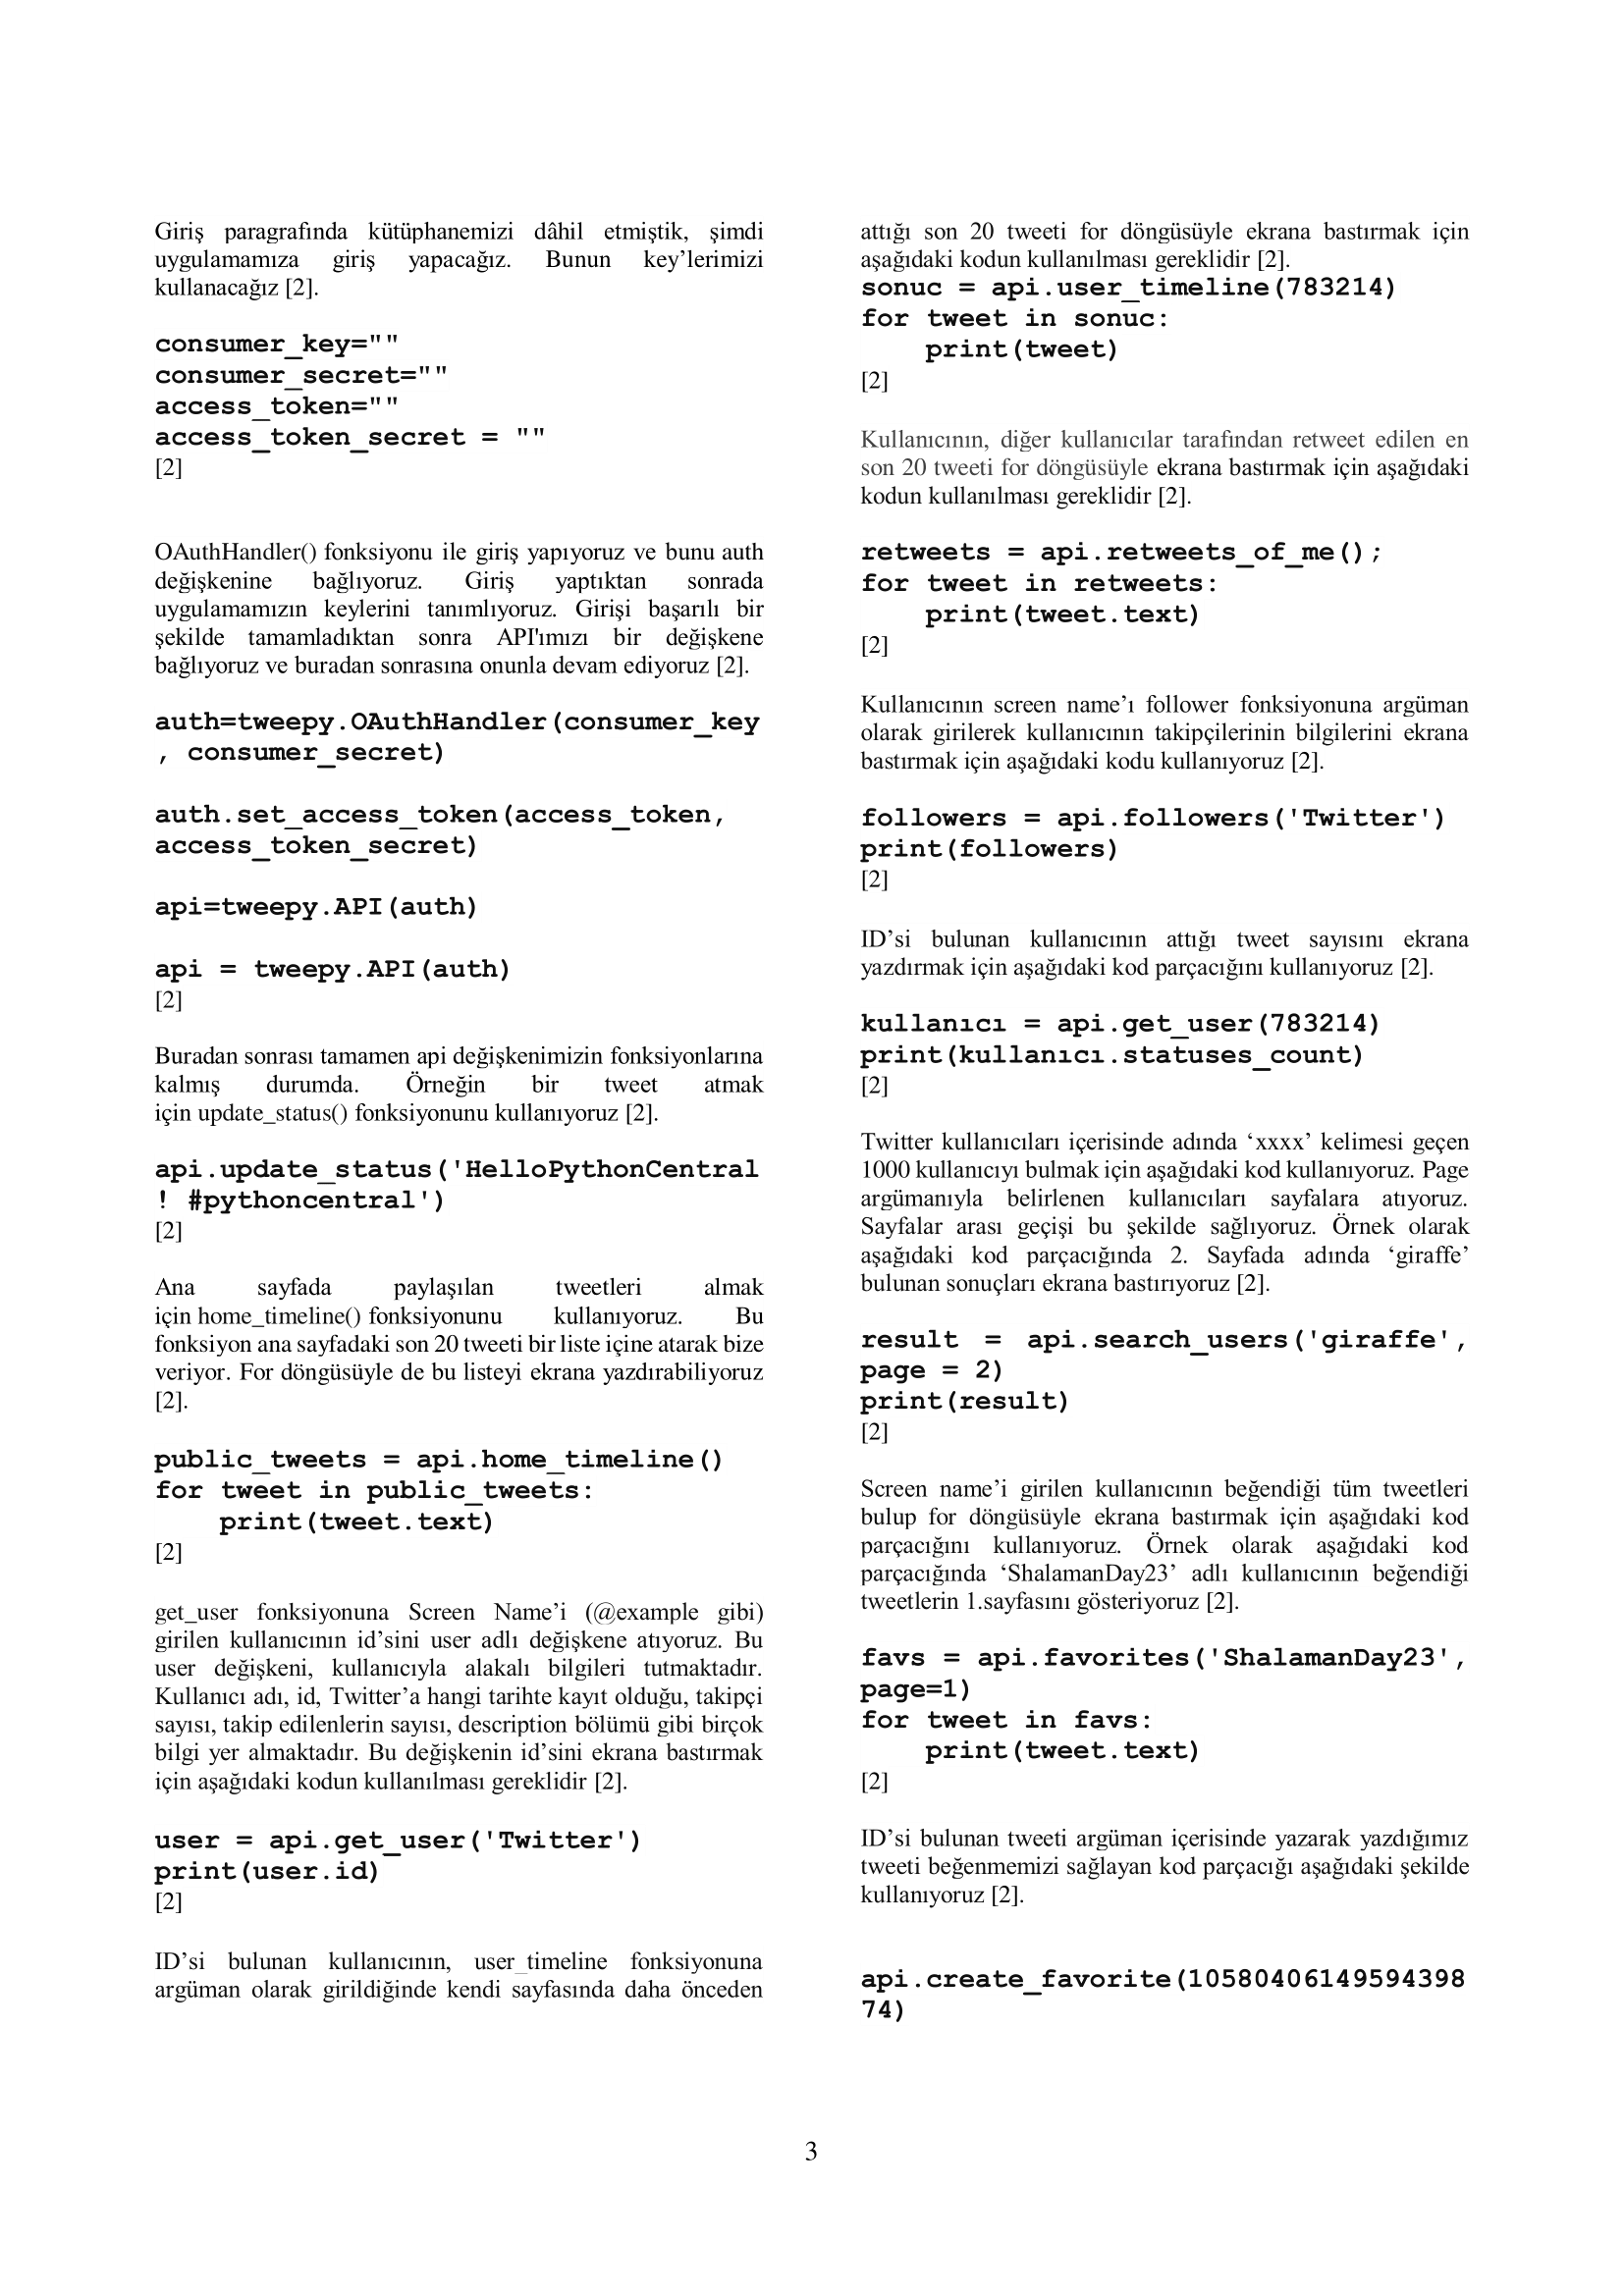 Giriş paragrafında kütüphanemizi dâhil etmiştik, şimdi
uygulamamıza giriş yapacağız. Bunun key’lerimizi
kullanacağız [2].
consumer_key=""
consumer_secret=""
access_token=""
access_token_secret = ""
[2]
OAuthHandler() fonksiyonu ile giriş yapıyoruz ve bunu auth
değişkenine bağlıyoruz. Giriş yaptıktan sonrada
uygulamamızın keylerini tanımlıyoruz. Girişi başarılı bir
şekilde tamamladıktan sonra API'ımızı bir değişkene
bağlıyoruz ve buradan sonrasına onunla devam ediyoruz [2].
auth=tweepy.OAuthHandler(consumer_key
, consumer_secret)
auth.set_access_token(access_token,
access_token_secret)
api=tweepy.API(auth)
api = tweepy.API(auth)
[2]
Buradan sonrası tamamen api değişkenimizin fonksiyonlarına
kalmış durumda. Örneğin bir tweet atmak
için update_status() fonksiyonunu kullanıyoruz [2].
api.update_status('HelloPythonCentral
! #pythoncentral')
[2]
Ana sayfada paylaşılan tweetleri almak
için home_timeline() fonksiyonunu kullanıyoruz. Bu
fonksiyon ana sayfadaki son 20 tweeti bir liste içine atarak bize
veriyor. For döngüsüyle de bu listeyi ekrana yazdırabiliyoruz
[2].
public_tweets = api.home_timeline()
for tweet in public_tweets:
    print(tweet.text)
[2]
get_user fonksiyonuna Screen Name’i (@example gibi)
girilen kullanıcının id’sini user adlı değişkene atıyoruz. Bu
user değişkeni, kullanıcıyla alakalı bilgileri tutmaktadır.
Kullanıcı adı, id, Twitter’a hangi tarihte kayıt olduğu, takipçi
sayısı, takip edilenlerin sayısı, description bölümü gibi birçok
bilgi yer almaktadır. Bu değişkenin id’sini ekrana bastırmak
için aşağıdaki kodun kullanılması gereklidir [2].
user = api.get_user('Twitter')
print(user.id)
[2]
ID’si bulunan kullanıcının, user_timeline fonksiyonuna
argüman olarak girildiğinde kendi sayfasında daha önceden
attığı son 20 tweeti for döngüsüyle ekrana bastırmak için
aşağıdaki kodun kullanılması gereklidir [2].
sonuc = api.user_timeline(783214)
for tweet in sonuc:
    print(tweet)
[2]
Kullanıcının, diğer kullanıcılar tarafından retweet edilen en
son 20 tweeti for döngüsüyle ekrana bastırmak için aşağıdaki
kodun kullanılması gereklidir [2].
retweets = api.retweets_of_me();
for tweet in retweets:
    print(tweet.text)
[2]
Kullanıcının screen name’ı follower fonksiyonuna argüman
olarak girilerek kullanıcının takipçilerinin bilgilerini ekrana
bastırmak için aşağıdaki kodu kullanıyoruz [2].
followers = api.followers('Twitter')
print(followers)
[2]
ID’si bulunan kullanıcının attığı tweet sayısını ekrana
yazdırmak için aşağıdaki kod parçacığını kullanıyoruz [2].
kullanıcı = api.get_user(783214)
print(kullanıcı.statuses_count)
[2]
Twitter kullanıcıları içerisinde adında ‘xxxx’ kelimesi geçen
1000 kullanıcıyı bulmak için aşağıdaki kod kullanıyoruz. Page
argümanıyla belirlenen kullanıcıları sayfalara atıyoruz.
Sayfalar arası geçişi bu şekilde sağlıyoruz. Örnek olarak
aşağıdaki kod parçacığında 2. Sayfada adında ‘giraffe’
bulunan sonuçları ekrana bastırıyoruz [2].
result = api.search_users('giraffe',
page = 2)
print(result)
[2]
Screen name’i girilen kullanıcının beğendiği tüm tweetleri
bulup for döngüsüyle ekrana bastırmak için aşağıdaki kod
parçacığını kullanıyoruz. Örnek olarak aşağıdaki kod
parçacığında ‘ShalamanDay23’ adlı kullanıcının beğendiği
tweetlerin 1.sayfasını gösteriyoruz [2].
favs = api.favorites('ShalamanDay23',
page=1)
for tweet in favs:
    print(tweet.text)
[2]
ID’si bulunan tweeti argüman içerisinde yazarak yazdığımız
tweeti beğenmemizi sağlayan kod parçacığı aşağıdaki şekilde
kullanıyoruz [2].
api.create_favorite(10580406149594398
74)
3